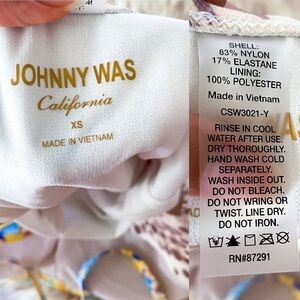 JOHNNY WAS
California
XS
MADE IN VIETNAM
SHELL:
83% NYLON
17% ELASTANE
LINING:
100% POLYESTER
Made in Vietnam
CSW3021-Y
RINSE IN COOL
WATER AFTER USE.
DRY THOROUGHLY.
HAND WASH COLD
SEPARATELY.
WASH INSIDE OUT.
DO NOT BLEACH.
DO NOT WRING OR
TWIST. LINE DRY.
DO NOT IRON.
RN#87291